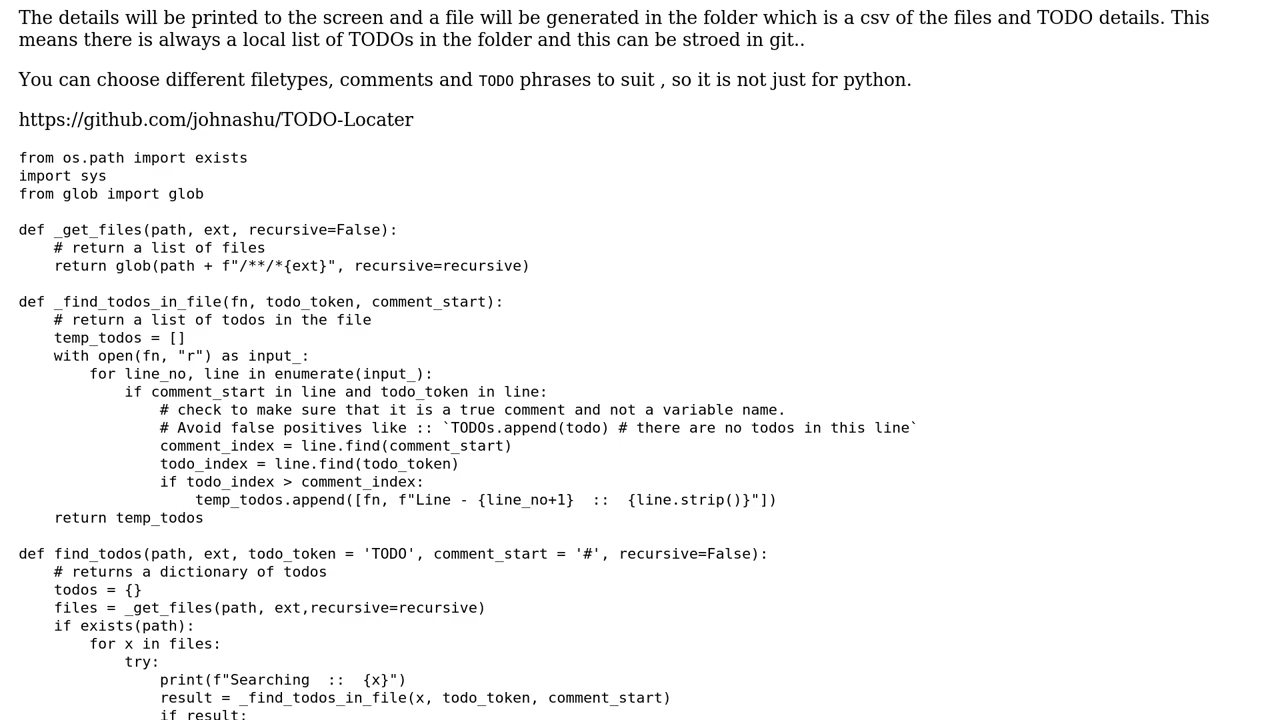 The details will be printed to the screen and a file will be generated in the folder which is a csv of the files and TODO details. This
means there is always a local list of TODOs in the folder and this can be stroed in git..
You can choose different filetypes, comments and TODO phrases to suit , so it is not just for python.
https://github.com/johnashu/TODO-Locater
from os.path import exists
import sys
from glob import glob
def _get_files(path, ext, recursive=False):
    # return a list of files
    return glob(path + f"/**/*{ext}", recursive=recursive)
def _find_todos_in_file(fn, todo_token, comment_start):
    # return a list of todos in the file
    temp_todos = []
    with open(fn, "r") as input_:
        for line_no, line in enumerate(input_):
            if comment_start in line and todo_token in line:
                # check to make sure that it is a true comment and not a variable name.
                # Avoid false positives like :: `TODOs.append(todo) # there are no todos in this line`
                comment_index = line.find(comment_start)
                todo_index = line.find(todo_token)
                if todo_index > comment_index:
                    temp_todos.append([fn, f"Line - {line_no+1}  ::  {line.strip()}"])
    return temp_todos
def find_todos(path, ext, todo_token = 'TODO', comment_start = '#', recursive=False):
    # returns a dictionary of todos
    todos = {}
    files = _get_files(path, ext,recursive=recursive)
    if exists(path):
        for x in files:
            try:
                print(f"Searching  ::  {x}")
                result = _find_todos_in_file(x, todo_token, comment_start)
                if result: